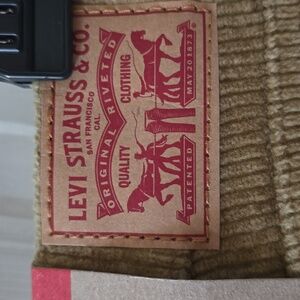 LEVI STRAUSS & CO.
SAN FRANCISCO
CAL.
ORIGINAL RIVETED
QUALITY CLOTHING
PATENTED MAY 20 1873